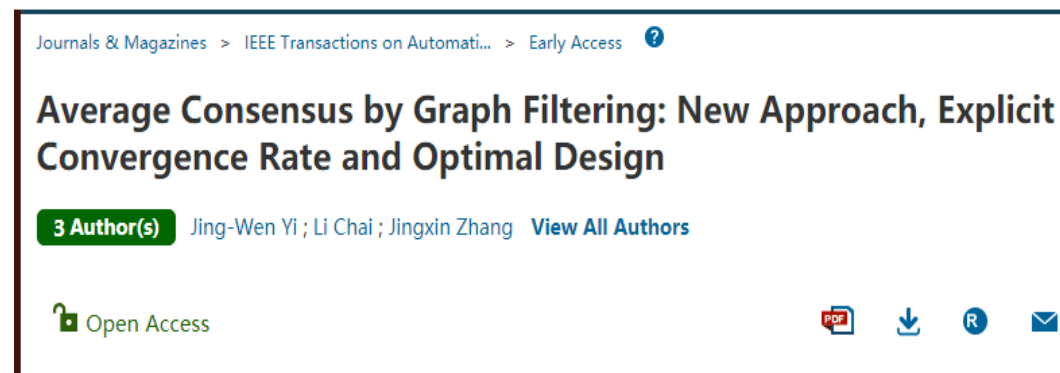 Journals & Magazines > IEEE Transactions on Automati... > Early Access ?
Average Consensus by Graph Filtering: New Approach, Explicit
Convergence Rate and Optimal Design
3 Author(s) Jing-Wen Yi ; Li Chai ; Jingxin Zhang View All Authors
Open Access PDF R